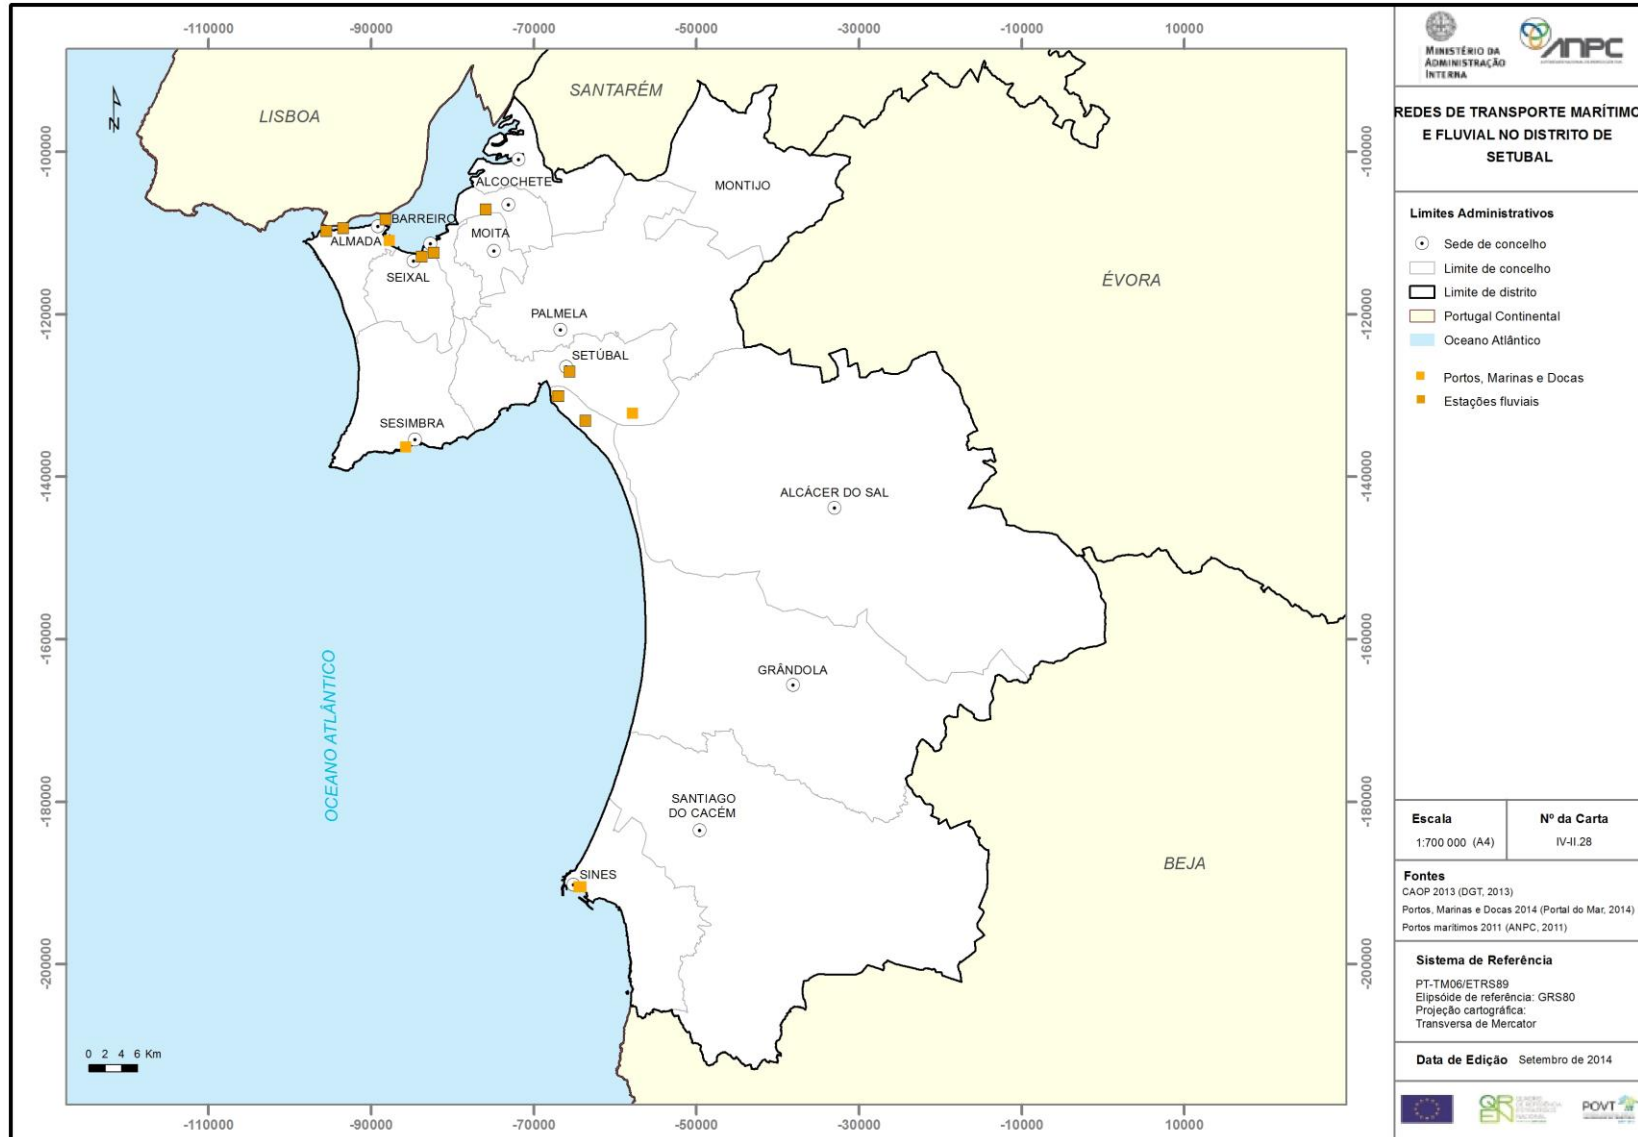 -110000
-90000
-70000
-50000
-30000
-10000
10000
MINISTÉRIO DA
ADMINISTRAÇÃO
INTERNA
ANPC
REDES DE TRANSPORTE MARÍTIMO
E FLUVIAL NO DISTRITO DE
SETUBAL
Limites Administrativos
Sede de concelho
Limite de concelho
Limite de distrito
Portugal Continental
Oceano Atlântico
Portos, Marinas e Docas
Estações fluviais
N
LISBOA
SANTARÉM
ÉVORA
BEJA
OCEANO ATLÂNTICO
ALCOCHETE
MONTIJO
BARREIRO
ALMADA
MOITA
SEIXAL
PALMELA
SETÚBAL
SESIMBRA
ALCÁCER DO SAL
GRÂNDOLA
SANTIAGO
DO CACÉM
SINES
-100000
-120000
-140000
-160000
-180000
-200000
-100000
-120000
-140000
-160000
-180000
-200000
0 2 4 6 Km
-110000
-90000
-70000
-50000
-30000
-10000
10000
Escala
1:700 000 (A4)
Nº da Carta
IV-II.28
Fontes
CAOP 2013 (DGT, 2013)
Portos, Marinas e Docas 2014 (Portal do Mar, 2014)
Portos marítimos 2011 (ANPC, 2011)
Sistema de Referência
PT-TM06/ETRS89
Elipsóide de referência: GRS80
Projeção cartográfica:
Transversa de Mercator
Data de Edição Setembro de 2014
QREN
POVT